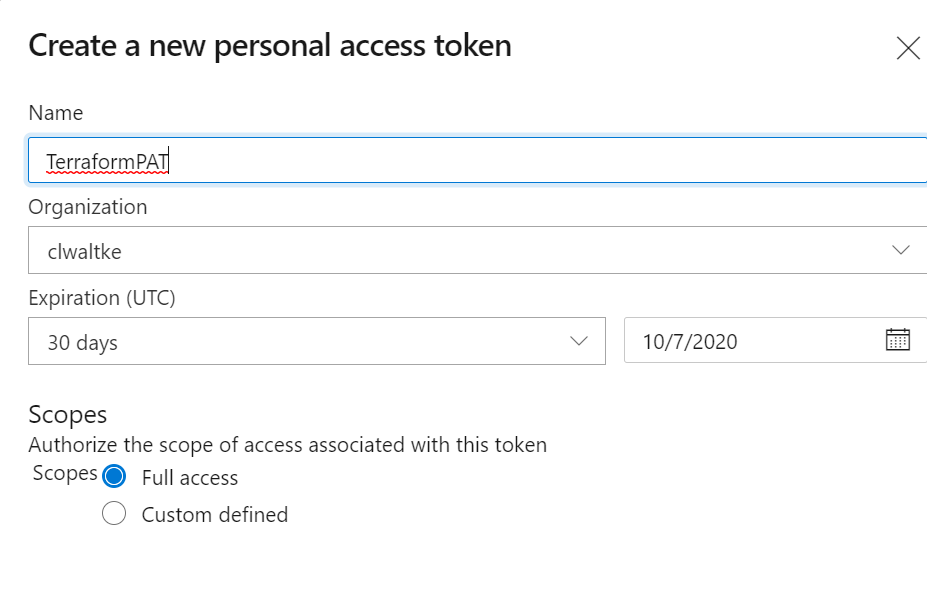 Create a new personal access token
Name
TerraformPAT
Organization
clwaltke
Expiration (UTC)
30 days 10/7/2020
Scopes
Authorize the scope of access associated with this token
Scopes Full access
Custom defined